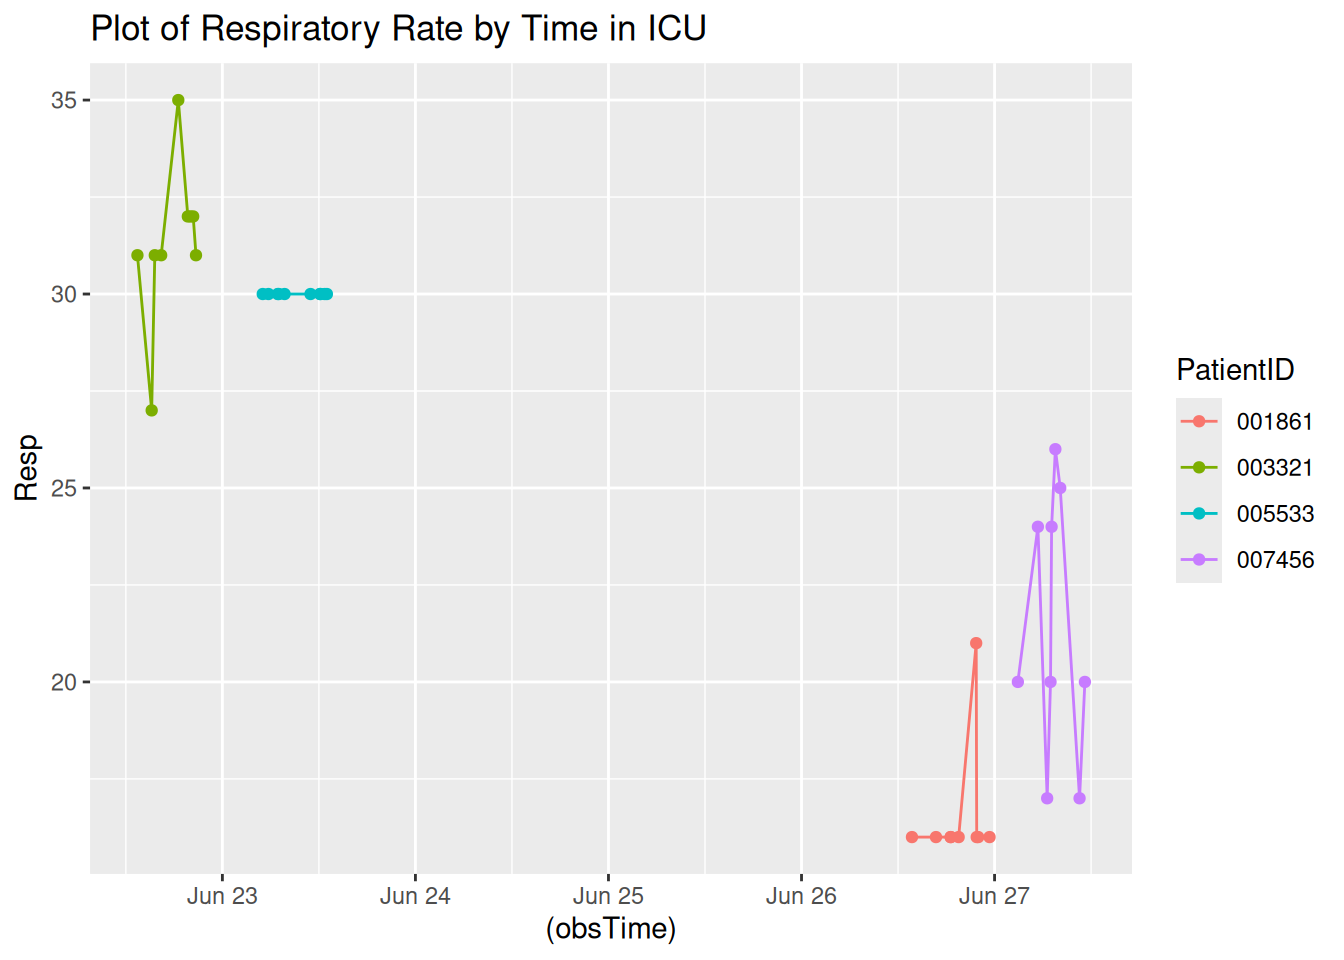 Plot of Respiratory Rate by Time in ICU
35
30
25
20
Resp
Jun 23
Jun 24
Jun 25
Jun 26
Jun 27
(obsTime)
PatientID
001861
003321
005533
007456